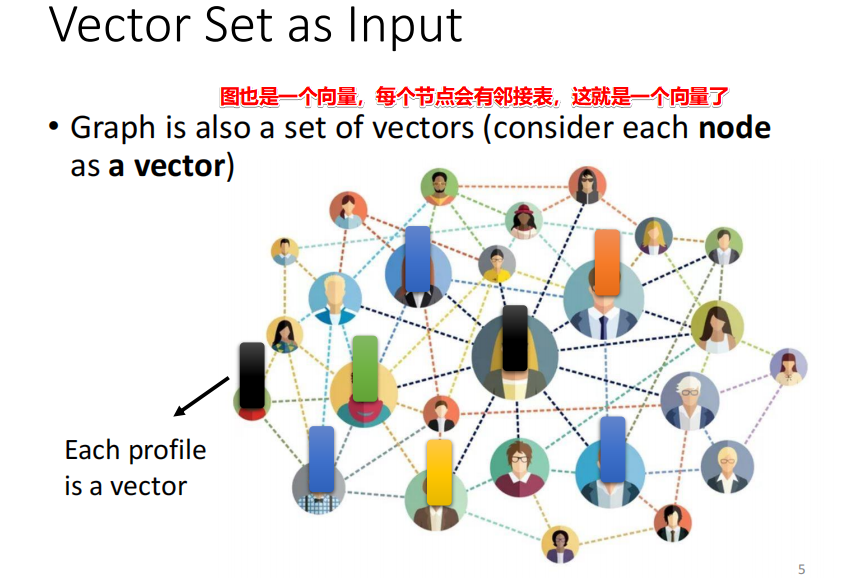 Vector Set as Input
图也是一个向量，每个节点会有邻接表，这就是一个向量了
• Graph is also a set of vectors (consider each node
as a vector)
Each profile
is a vector
5